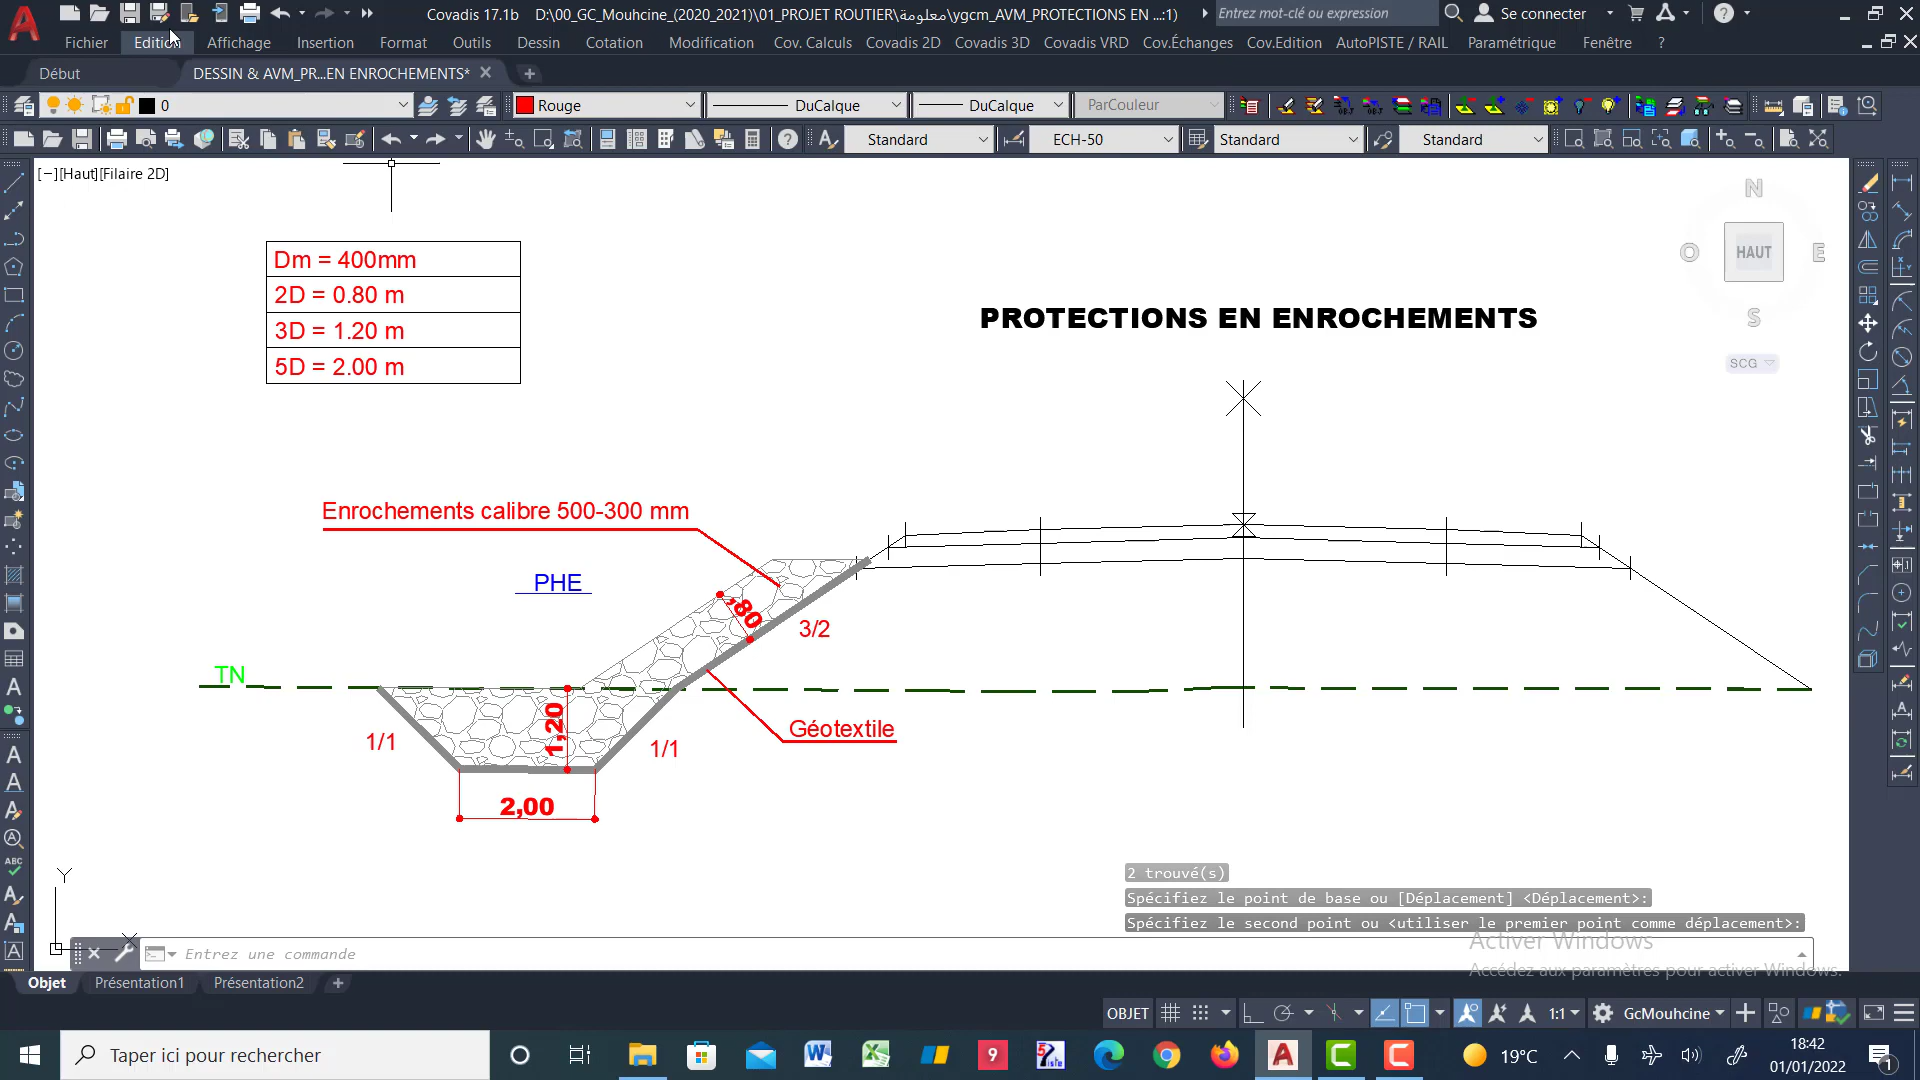 Covadis 17.1b D:\00_GC_Mouhcine_(2020_2021)\01_PROJET ROUTIER\معلومة\ygcm_AVM_PROTECTIONS EN ...:1)
Entrez mot-clé ou expression
Se connecter
Fichier Edition Affichage Insertion Format Outils Dessin Cotation Modification Cov. Calculs Covadis 2D Covadis 3D Covadis VRD Cov.Échanges Cov.Edition AutoPISTE / RAIL Paramétrique Fenêtre ?
Début
DESSIN & AVM_PR...EN ENROCHEMENTS*
0
Rouge
DuCalque
DuCalque
ParCouleur
Standard
ECH-50
Standard
Standard
[−][Haut][Filaire 2D]
N
O
HAUT
E
S
SCG
Dm = 400mm
2D = 0.80 m
3D = 1.20 m
5D = 2.00 m
PROTECTIONS EN ENROCHEMENTS
Enrochements calibre 500-300 mm
PHE
,80
3/2
TN
1,20
1/1
1/1
Géotextile
2,00
Y
X
2 trouvé(s)
Spécifiez le point de base ou [Déplacement] <Déplacement>:
Spécifiez le second point ou <utiliser le premier point comme déplacement>:
Activer Windows
Accédez aux paramètres pour activer Windows.
Entrez une commande
Objet Présentation1 Présentation2
OBJET
1:1
GcMouhcine
Taper ici pour rechercher
19°C
18:42
01/01/2022
1